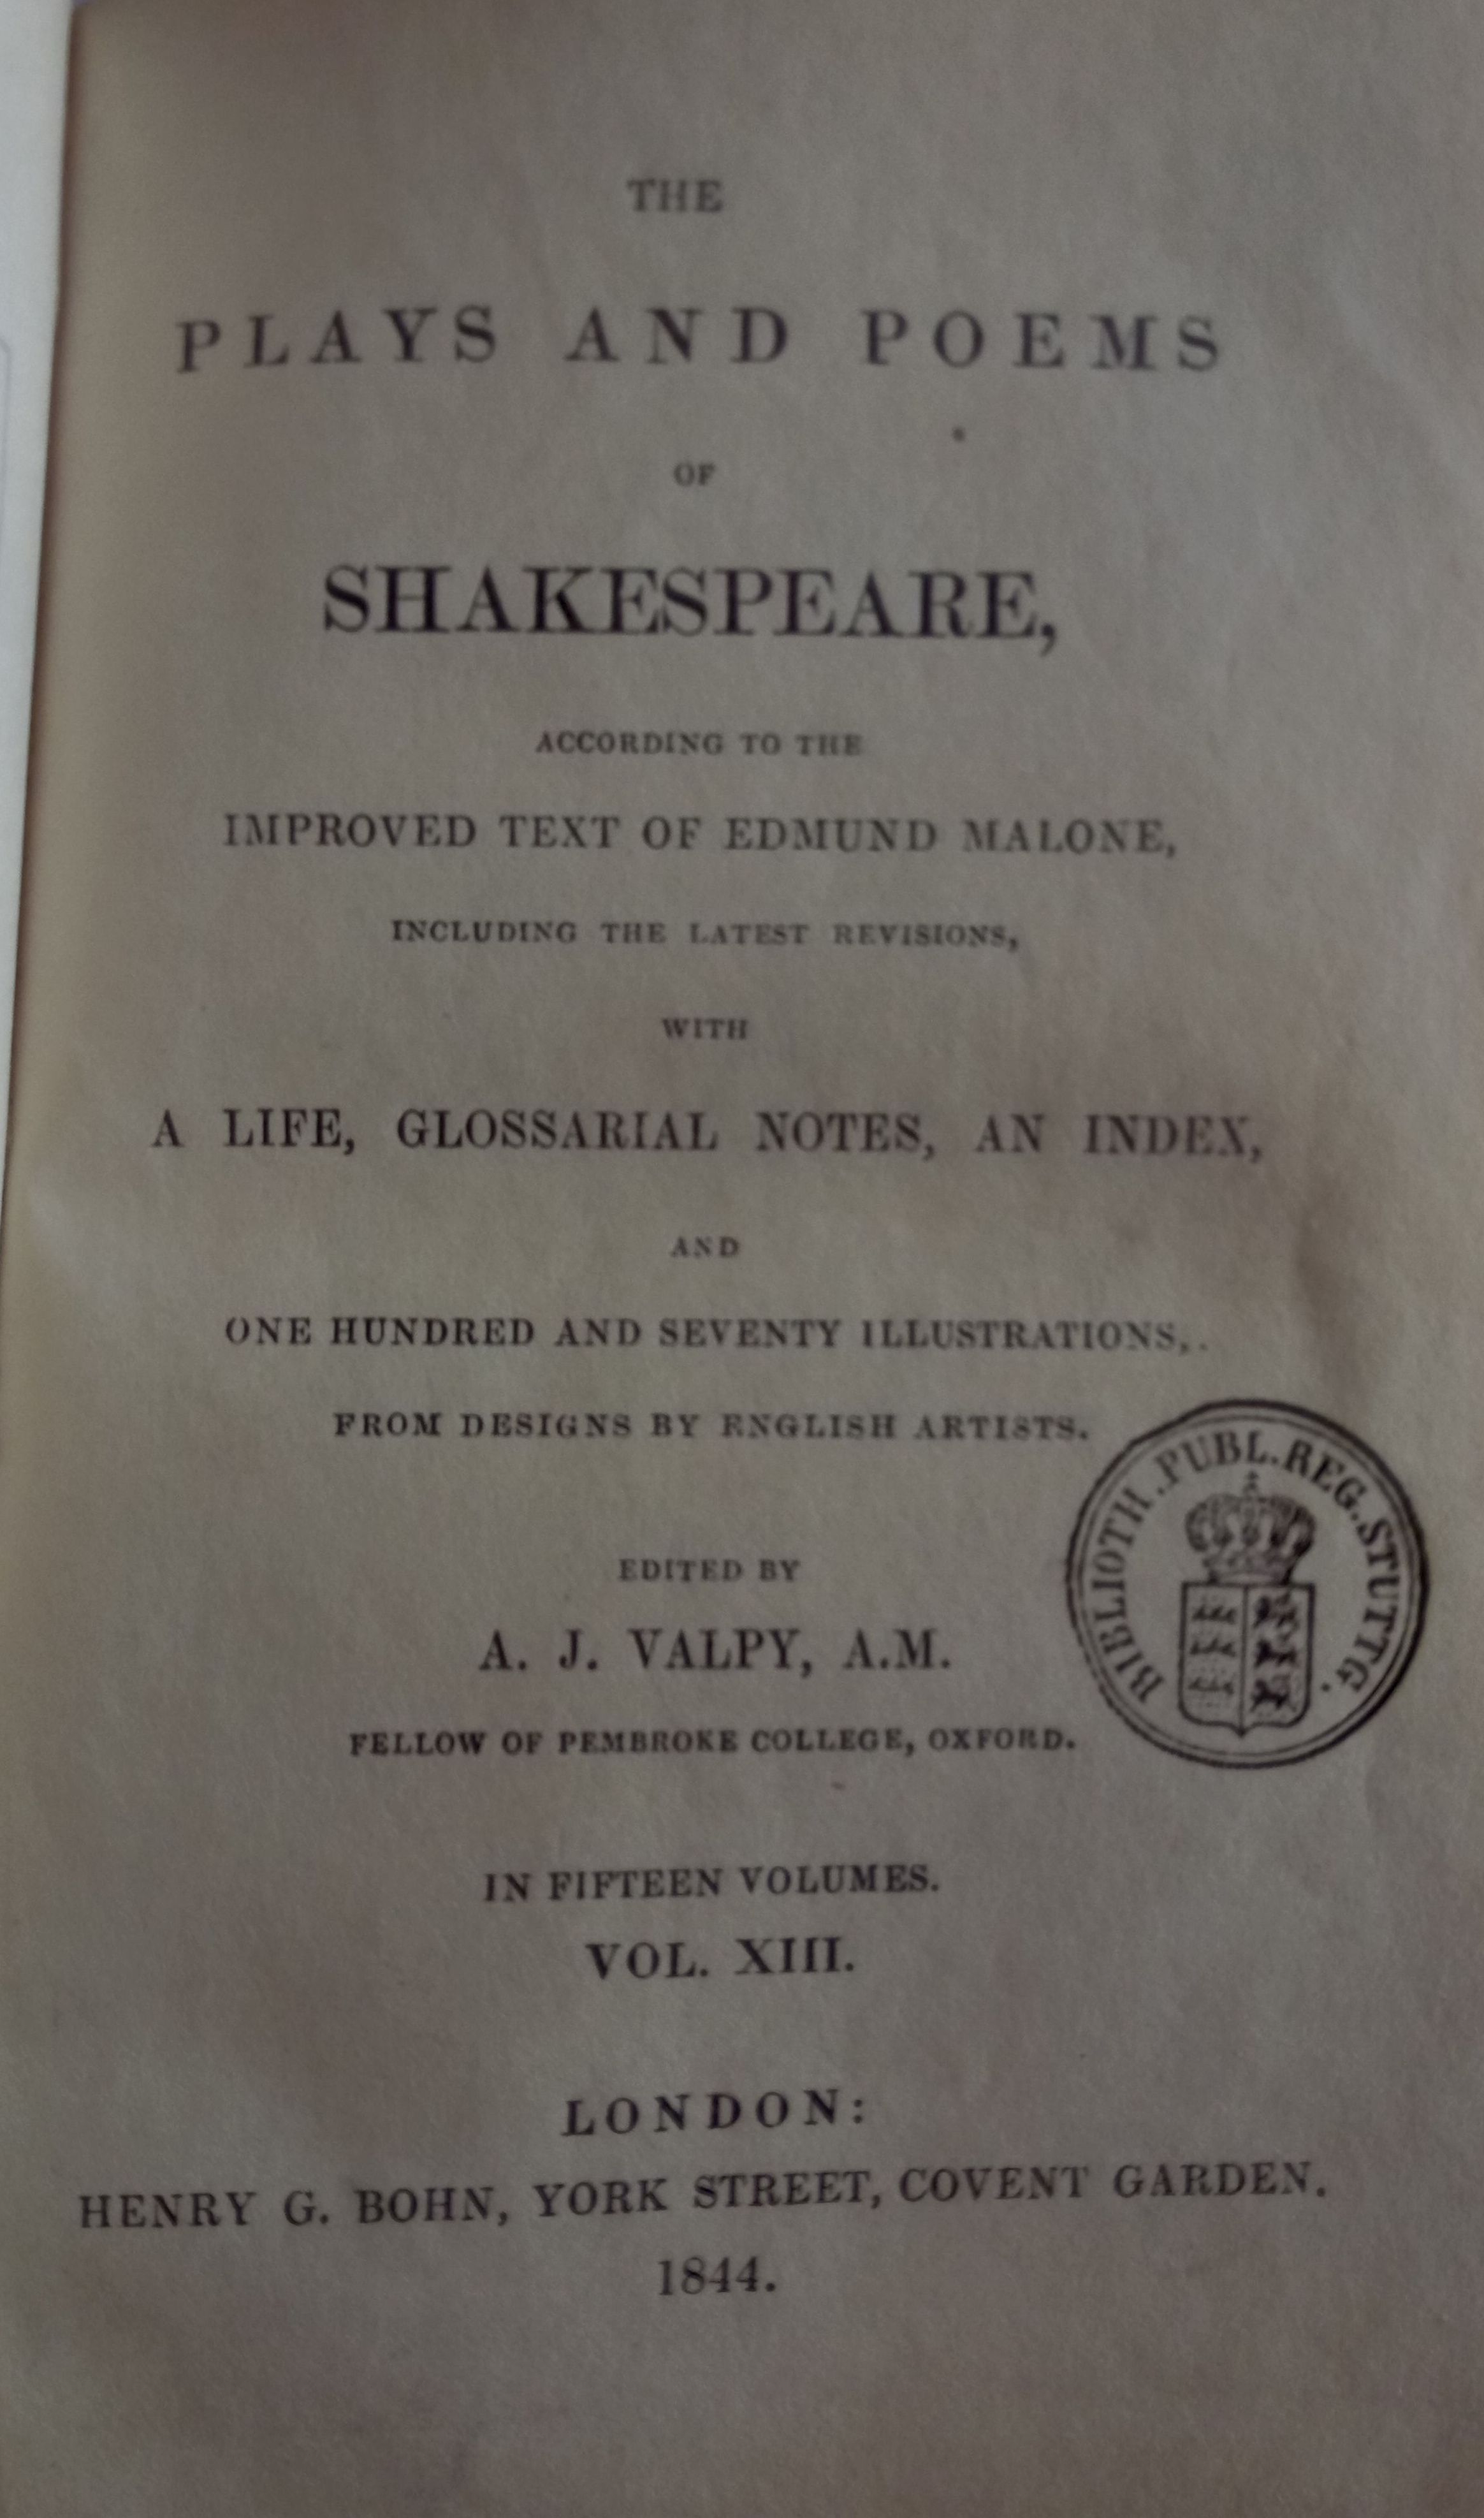 THE
PLAYS AND POEMS
OF
SHAKESPEARE,
ACCORDING TO THE
IMPROVED TEXT OF EDMUND MALONE,
INCLUDING THE LATEST REVISIONS,
WITH
A LIFE, GLOSSARIAL NOTES, AN INDEX,
AND
ONE HUNDRED AND SEVENTY ILLUSTRATIONS,.
FROM DESIGNS BY ENGLISH ARTISTS.
BIBLIOTH.PUBL.REG.STUTTG.
EDITED BY
A. J. VALPY, A.M.
FELLOW OF PEMBROKE COLLEGE, OXFORD.
IN FIFTEEN VOLUMES.
VOL. XIII.
LONDON:
HENRY G. BOHN, YORK STREET, COVENT GARDEN.
1844.